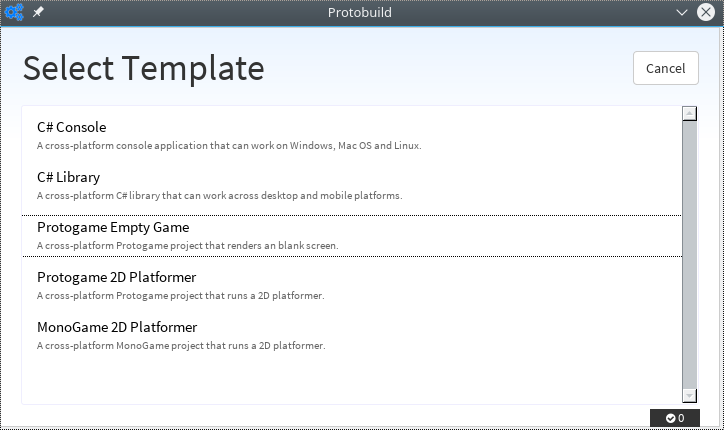 Protobuild
Select Template
Cancel
C# Console
A cross-platform console application that can work on Windows, Mac OS and Linux.
C# Library
A cross-platform C# library that can work across desktop and mobile platforms.
Protogame Empty Game
A cross-platform Protogame project that renders an blank screen.
Protogame 2D Platformer
A cross-platform Protogame project that runs a 2D platformer.
MonoGame 2D Platformer
A cross-platform MonoGame project that runs a 2D platformer.
0